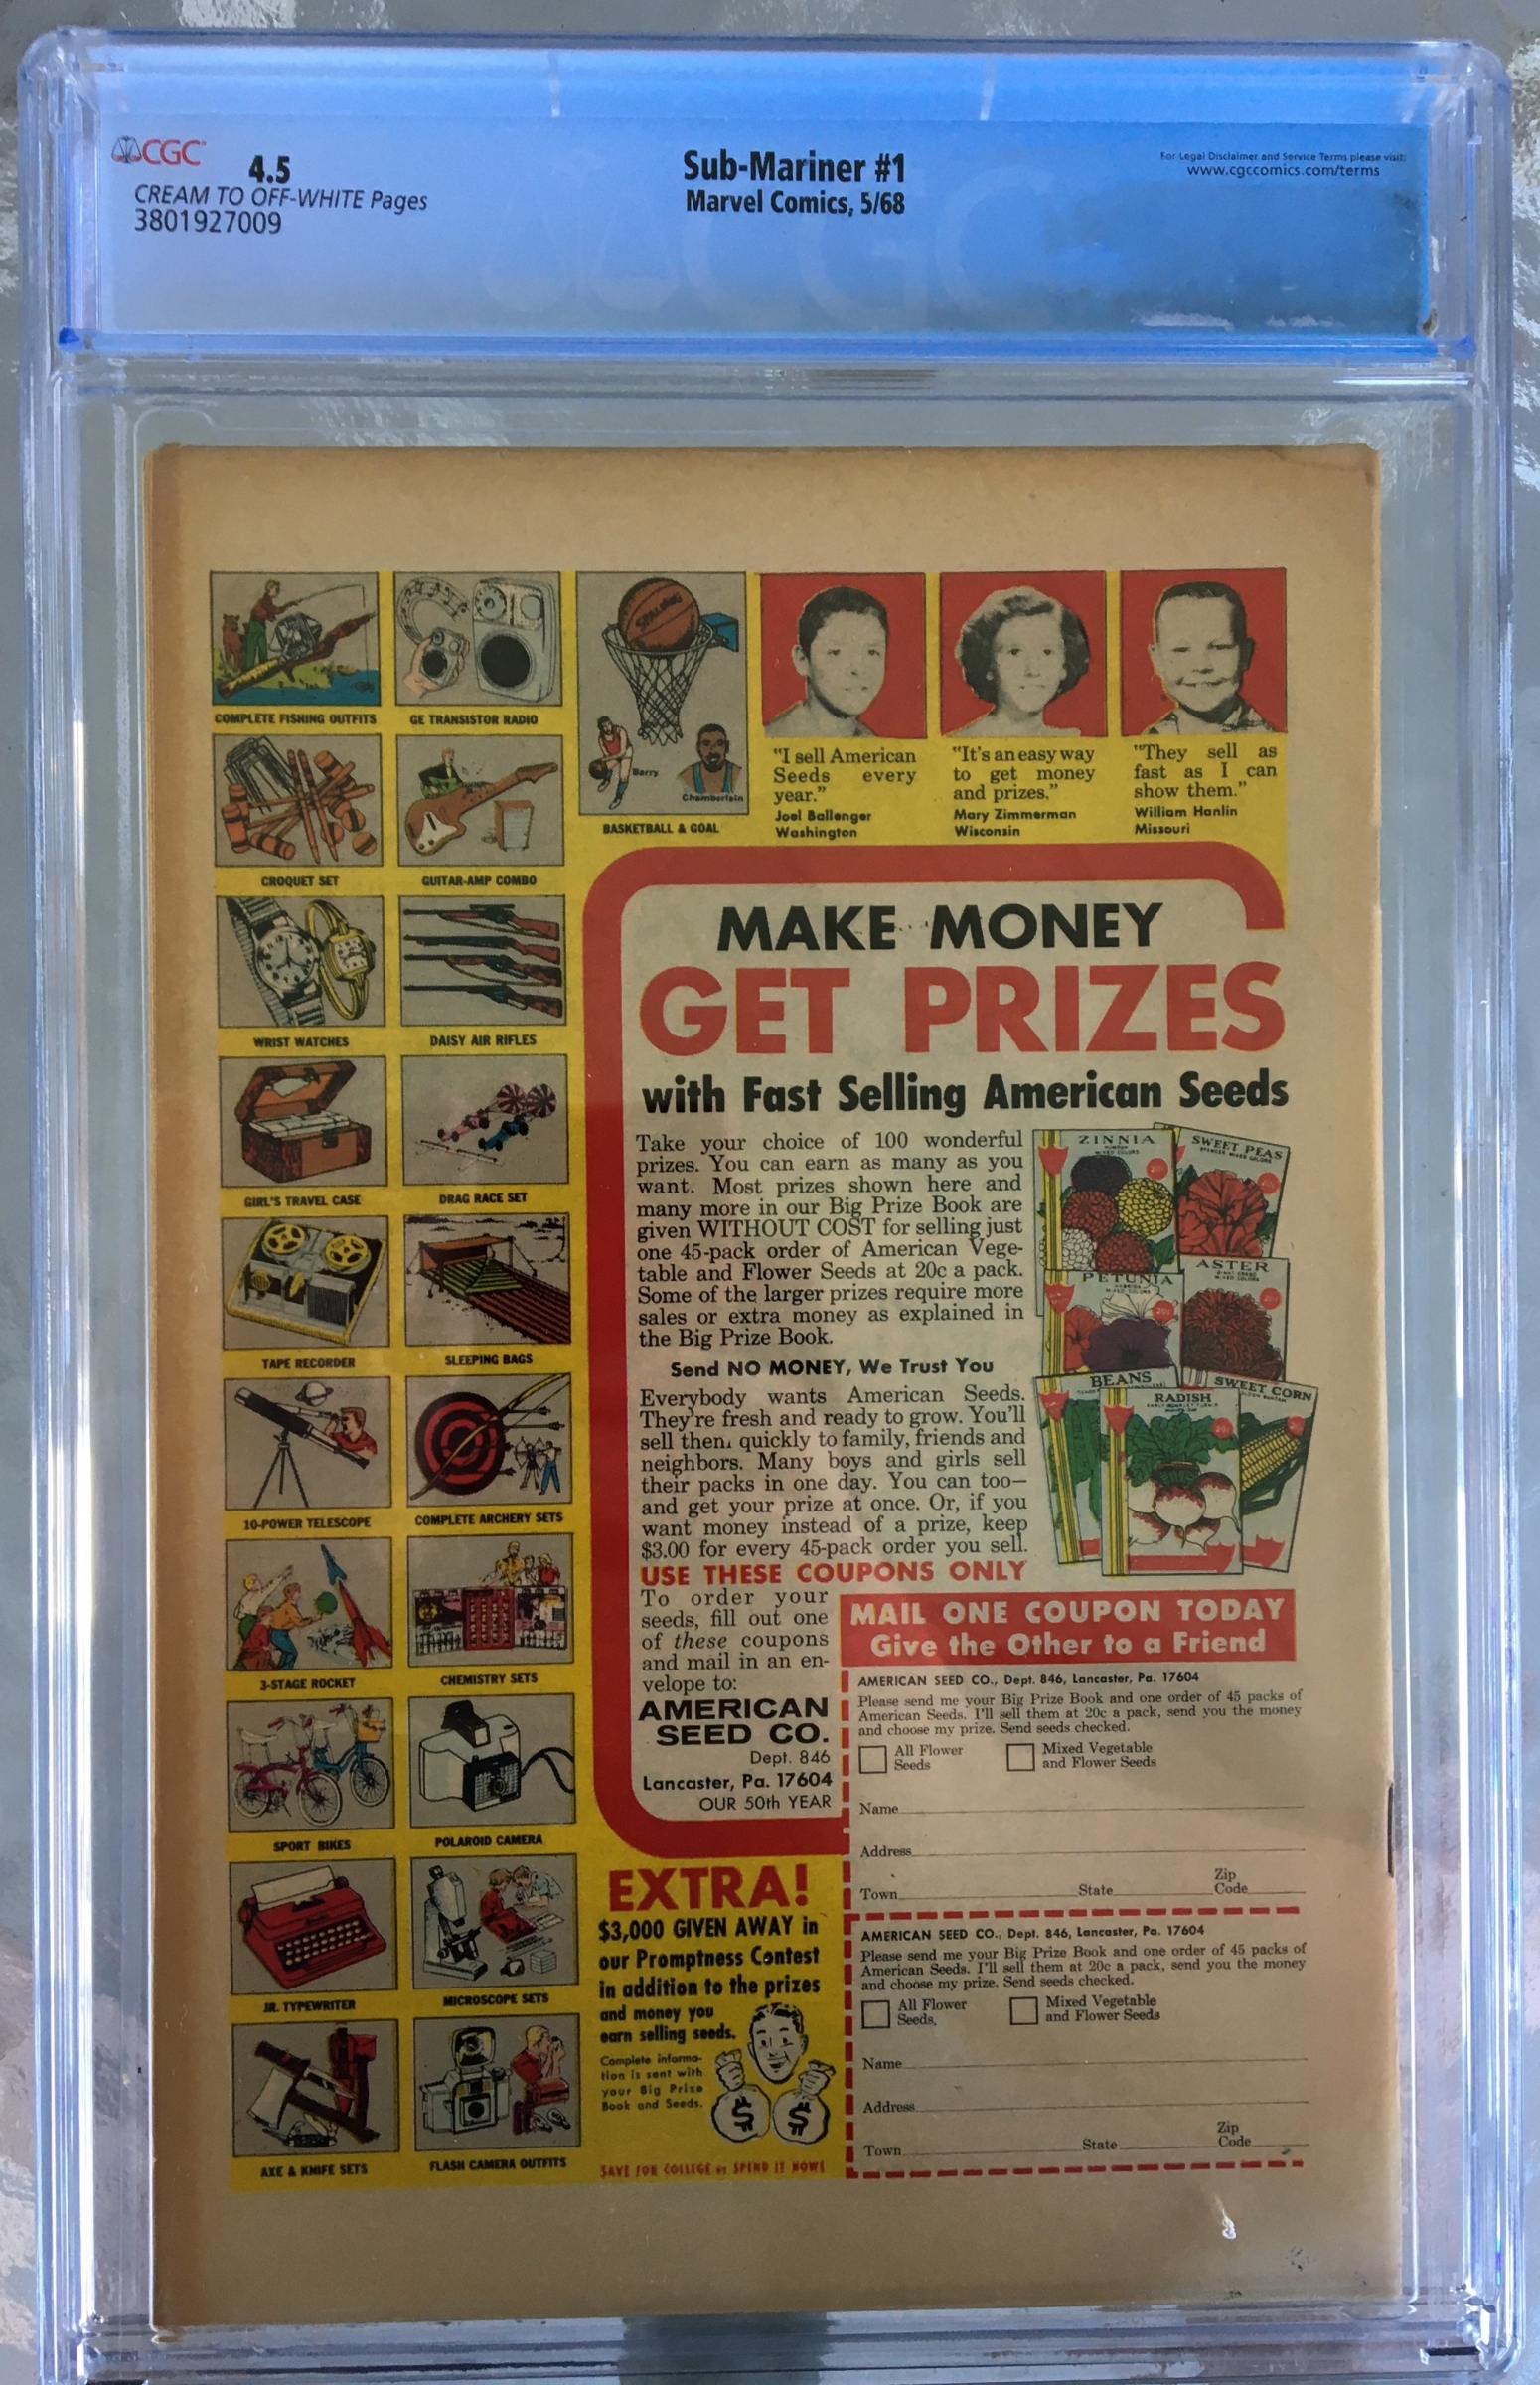 CGC
4.5
CREAM TO OFF-WHITE Pages
3801927009
Sub-Mariner #1
Marvel Comics, 5/68
For Legal Disclaimer and Service Terms please visit:
www.cgccomics.com/terms
COMPLETE FISHING OUTFITS
GE TRANSISTOR RADIO
SPALDING
Barry
Chamberlain
BASKETBALL & GOAL
"I sell American
Seeds every
year."
Joel Ballenger
Washington
"It's an easy way
to get money
and prizes."
Mary Zimmerman
Wisconsin
"They sell as
fast as I can
show them."
William Hanlin
Missouri
CROQUET SET
GUITAR-AMP COMBO
WRIST WATCHES
DAISY AIR RIFLES
GIRL'S TRAVEL CASE
DRAG RACE SET
TAPE RECORDER
SLEEPING BAGS
10-POWER TELESCOPE
COMPLETE ARCHERY SETS
3-STAGE ROCKET
CHEMISTRY SETS
SPORT BIKES
POLAROID CAMERA
JR. TYPEWRITER
MICROSCOPE SETS
AXE & KNIFE SETS
FLASH CAMERA OUTFITS
MAKE MONEY
GET PRIZES
with Fast Selling American Seeds
Take your choice of 100 wonderful
prizes. You can earn as many as you
want. Most prizes shown here and
many more in our Big Prize Book are
given WITHOUT COST for selling just
one 45-pack order of American Vege-
table and Flower Seeds at 20c a pack.
Some of the larger prizes require more
sales or extra money as explained in
the Big Prize Book.
Send NO MONEY, We Trust You
Everybody wants American Seeds.
They're fresh and ready to grow. You'll
sell them quickly to family, friends and
neighbors. Many boys and girls sell
their packs in one day. You can too—
and get your prize at once. Or, if you
want money instead of a prize, keep
$3.00 for every 45-pack order you sell.
USE THESE COUPONS ONLY
To order your
seeds, fill out one
of these coupons
and mail in an en-
velope to:
AMERICAN
SEED CO.
Dept. 846
Lancaster, Pa. 17604
OUR 50th YEAR
ZINNIA
MIXED COLORS
SWEET PEAS
SPENCER MIXED COLORS
PETUNIA
MIXED COLORS
ASTER
MIXED COLORS
BEANS
RADISH
SWEET CORN
MAIL ONE COUPON TODAY
Give the Other to a Friend
AMERICAN SEED CO., Dept. 846, Lancaster, Pa. 17604
Please send me your Big Prize Book and one order of 45 packs of
American Seeds. I'll sell them at 20c a pack, send you the money
and choose my prize. Send seeds checked.
All Flower
Seeds
Mixed Vegetable
and Flower Seeds
Name
Address
Town State Zip
Code
AMERICAN SEED CO., Dept. 846, Lancaster, Pa. 17604
Please send me your Big Prize Book and one order of 45 packs of
American Seeds. I'll sell them at 20c a pack, send you the money
and choose my prize. Send seeds checked.
All Flower
Seeds.
Mixed Vegetable
and Flower Seeds
Name
Address
Town State Zip
Code
EXTRA!
$3,000 GIVEN AWAY in
our Promptness Contest
in addition to the prizes
and money you
earn selling seeds.
Complete informa-
tion is sent with
your Big Prize
Book and Seeds.
$ $
SAVE FOR COLLEGE or SPEND IT NOW!